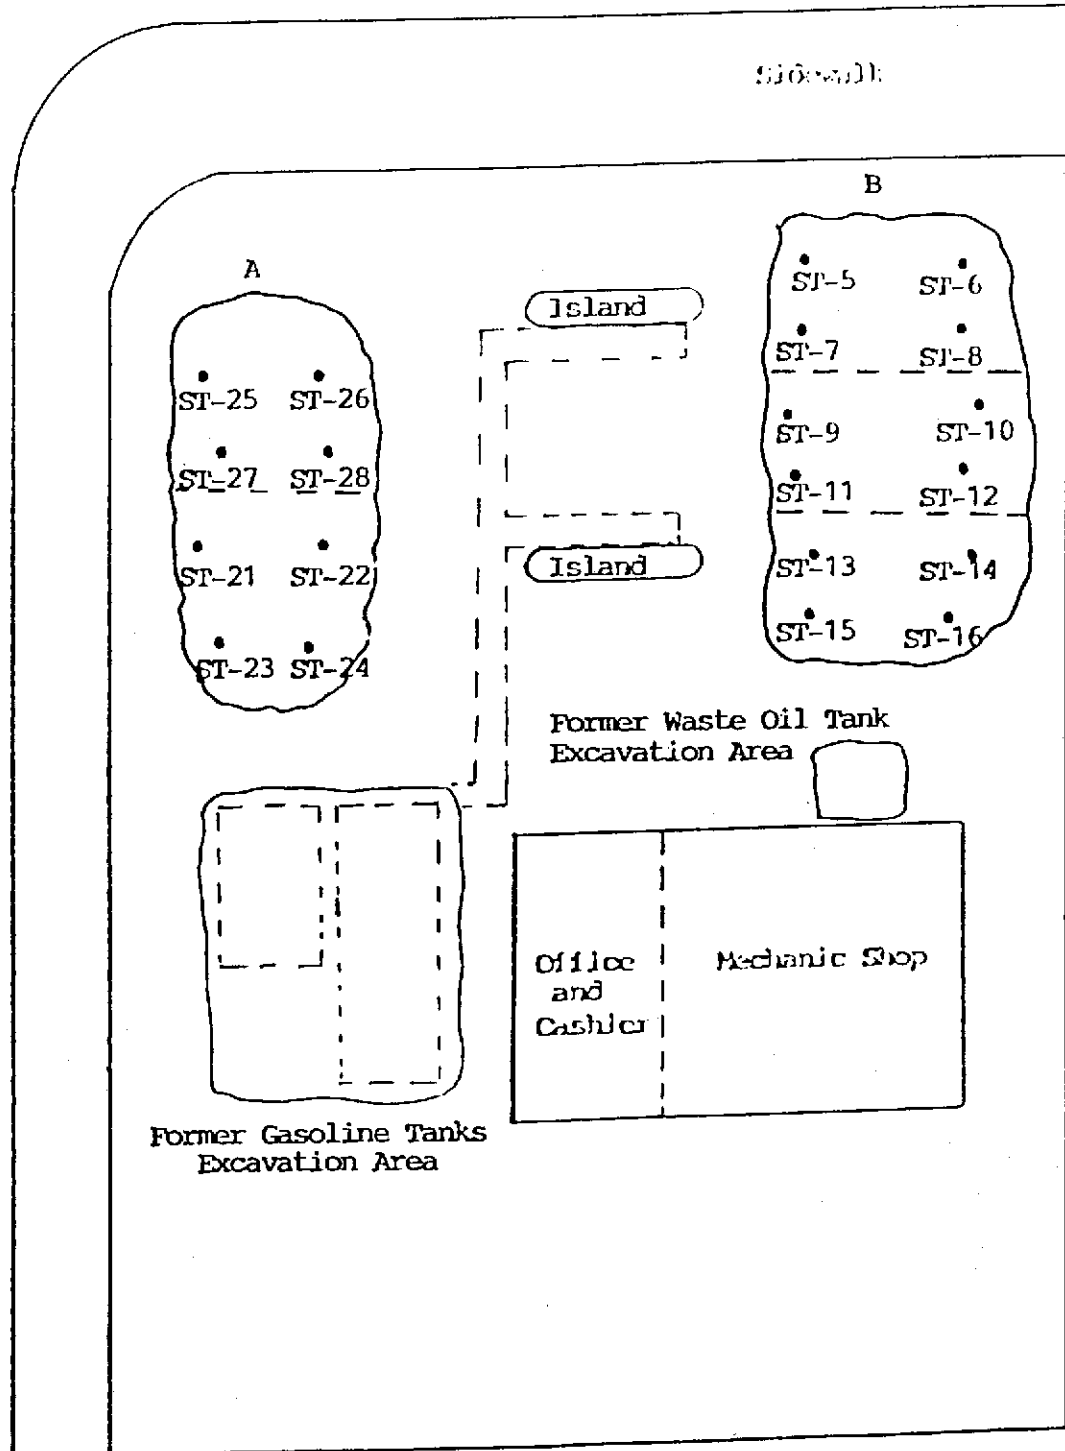 Sidewalk
B
A
ST-5 ST-6
Island
ST-7 ST-8
ST-25 ST-26
ST-9 ST-10
ST-27 ST-28
ST-11 ST-12
Island
ST-21 ST-22
ST-13 ST-14
ST-15 ST-16
ST-23 ST-24
Former Waste Oil Tank
Excavation Area
Office
and
Cashier
Mechanic Shop
Former Gasoline Tanks
Excavation Area